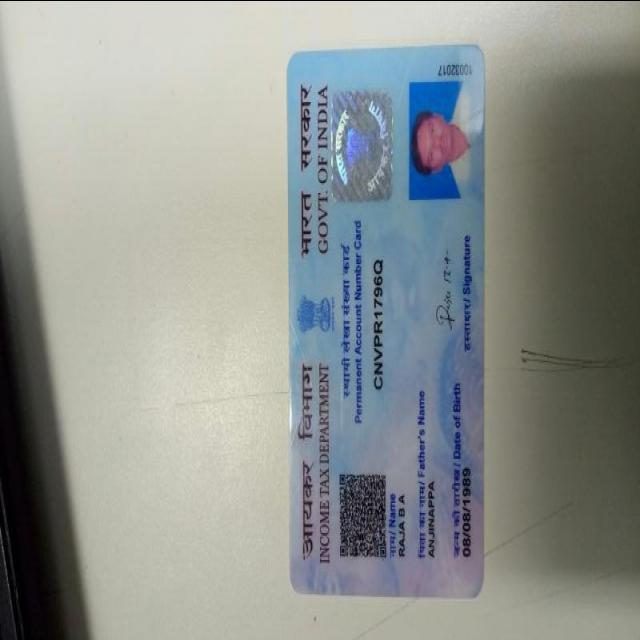 आयकर विभाग भारत सरकार
INCOME TAX DEPARTMENT GOVT. OF INDIA
स्थायी लेखा संख्या कार्ड
Permanent Account Number Card
CNVPR1796Q
नाम / Name
RAJA B A
पिता का नाम / Father's Name
ANJINAPPA
जन्म की तारीख / Date of Birth
08/08/1989
हस्ताक्षर / Signature
10032017